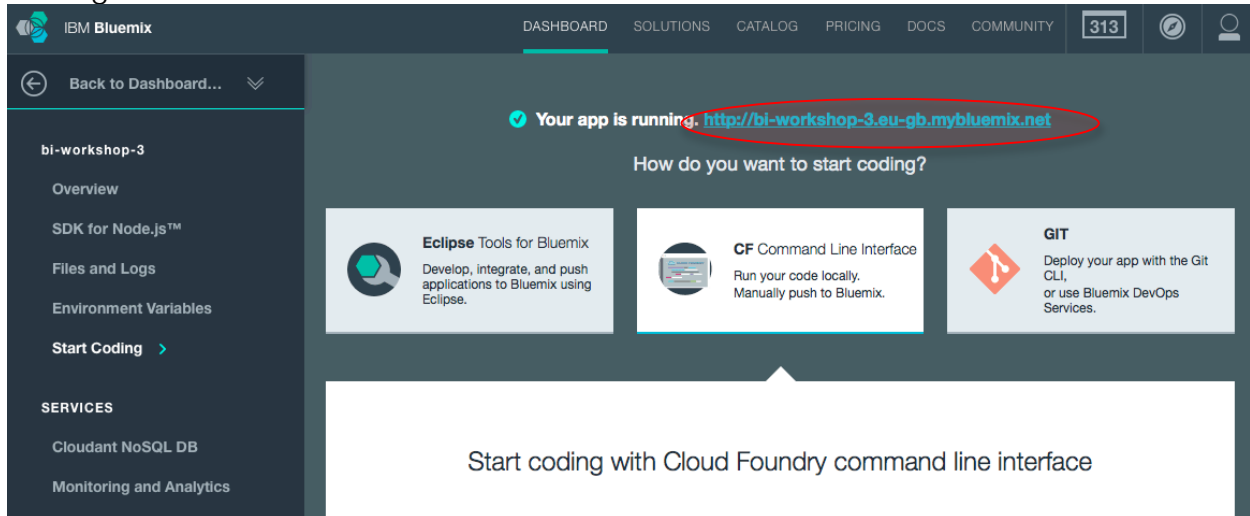 IBM Bluemix
DASHBOARD SOLUTIONS CATALOG PRICING DOCS COMMUNITY 313
Back to Dashboard...
bi-workshop-3
Overview
SDK for Node.js™
Files and Logs
Environment Variables
Start Coding >
SERVICES
Cloudant NoSQL DB
Monitoring and Analytics
Your app is running. http://bi-workshop-3.eu-gb.mybluemix.net
How do you want to start coding?
Eclipse Tools for Bluemix
Develop, integrate, and push
applications to Bluemix using
Eclipse.
CF Command Line Interface
Run your code locally.
Manually push to Bluemix.
GIT
Deploy your app with the Git
CLI,
or use Bluemix DevOps
Services.
Start coding with Cloud Foundry command line interface